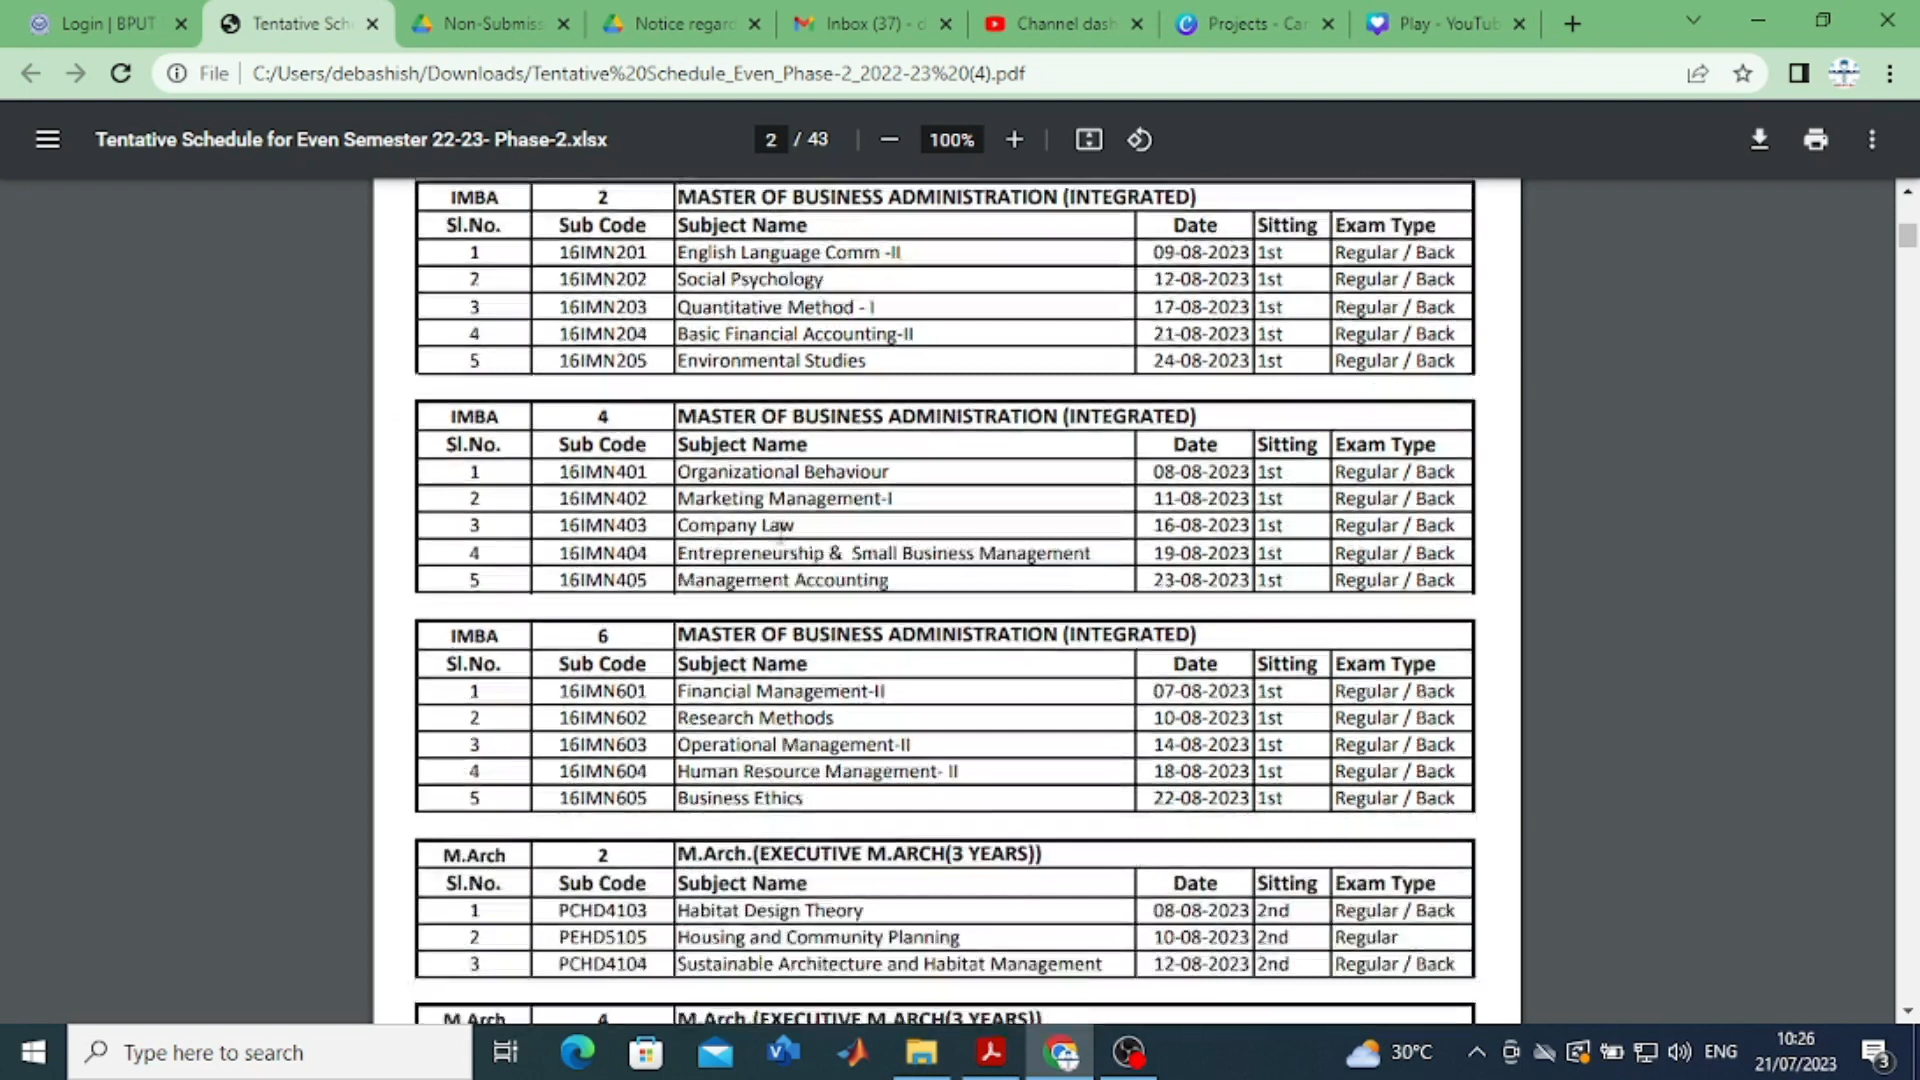 Login | BPUT
Tentative Sch
Non-Submiss
Notice regar
Inbox (37) - d
Channel dash
Projects - Can
Play - YouTub
File
C:/Users/debashish/Downloads/Tentative%20Schedule_Even_Phase-2_2022-23%20(4).pdf
Tentative Schedule for Even Semester 22-23- Phase-2.xlsx
2 / 43
100%
IMBA 2 MASTER OF BUSINESS ADMINISTRATION (INTEGRATED)
Sl.No. Sub Code Subject Name Date Sitting Exam Type
1 16IMN201 English Language Comm -II 09-08-2023 1st Regular / Back
2 16IMN202 Social Psychology 12-08-2023 1st Regular / Back
3 16IMN203 Quantitative Method - I 17-08-2023 1st Regular / Back
4 16IMN204 Basic Financial Accounting-II 21-08-2023 1st Regular / Back
5 16IMN205 Environmental Studies 24-08-2023 1st Regular / Back
IMBA 4 MASTER OF BUSINESS ADMINISTRATION (INTEGRATED)
Sl.No. Sub Code Subject Name Date Sitting Exam Type
1 16IMN401 Organizational Behaviour 08-08-2023 1st Regular / Back
2 16IMN402 Marketing Management-I 11-08-2023 1st Regular / Back
3 16IMN403 Company Law 16-08-2023 1st Regular / Back
4 16IMN404 Entrepreneurship & Small Business Management 19-08-2023 1st Regular / Back
5 16IMN405 Management Accounting 23-08-2023 1st Regular / Back
IMBA 6 MASTER OF BUSINESS ADMINISTRATION (INTEGRATED)
Sl.No. Sub Code Subject Name Date Sitting Exam Type
1 16IMN601 Financial Management-II 07-08-2023 1st Regular / Back
2 16IMN602 Research Methods 10-08-2023 1st Regular / Back
3 16IMN603 Operational Management-II 14-08-2023 1st Regular / Back
4 16IMN604 Human Resource Management- II 18-08-2023 1st Regular / Back
5 16IMN605 Business Ethics 22-08-2023 1st Regular / Back
M.Arch 2 M.Arch.(EXECUTIVE M.ARCH(3 YEARS))
Sl.No. Sub Code Subject Name Date Sitting Exam Type
1 PCHD4103 Habitat Design Theory 08-08-2023 2nd Regular / Back
2 PEHD5105 Housing and Community Planning 10-08-2023 2nd Regular
3 PCHD4104 Sustainable Architecture and Habitat Management 12-08-2023 2nd Regular / Back
M.Arch 4 M.Arch.(EXECUTIVE M.ARCH(3 YEARS))
Type here to search
30°C
ENG
10:26
21/07/2023
3